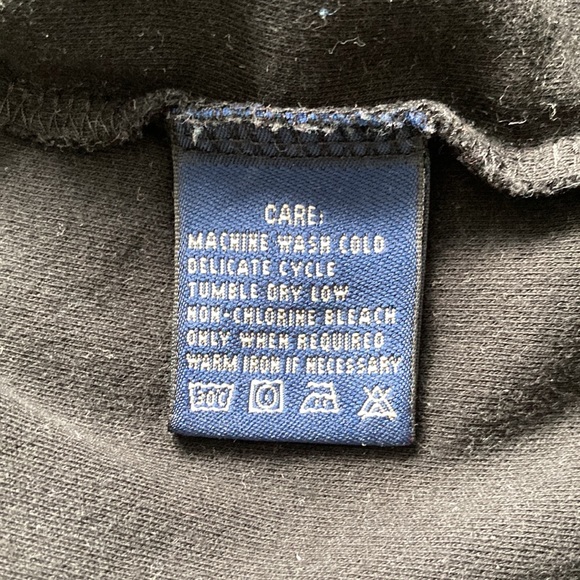 CARE:
MACHINE WASH COLD
DELICATE CYCLE
TUMBLE DRY LOW
NON-CHLORINE BLEACH
ONLY WHEN REQUIRED
WARM IRON IF NECESSARY